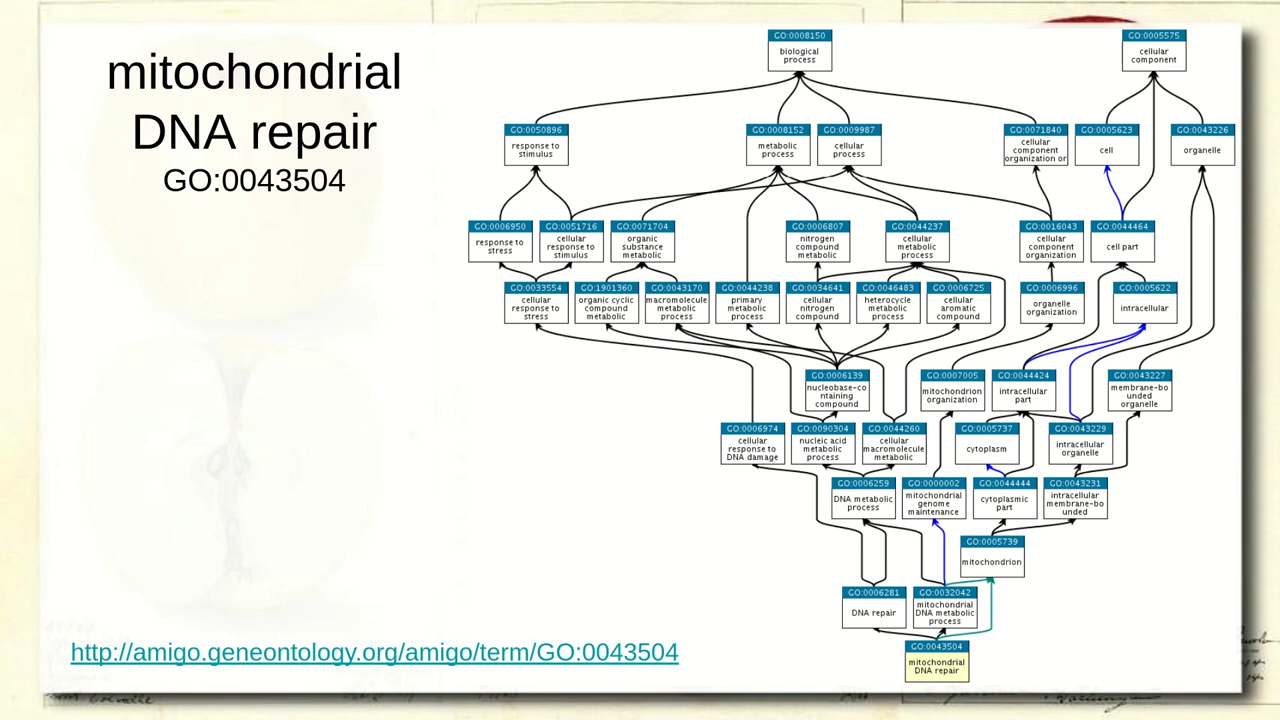 mitochondrial
DNA repair
GO:0043504
GO:0008150
biological
process
GO:0005575
cellular
component
GO:0050896
response to
stimulus
GO:0008152
metabolic
process
GO:0009987
cellular
process
GO:0071840
cellular
component
organization or
GO:0005623
cell
GO:0043226
organelle
GO:0006950
response to
stress
GO:0051716
cellular
response to
stimulus
GO:0071704
organic
substance
metabolic
GO:0006807
nitrogen
compound
metabolic
GO:0044237
cellular
metabolic
process
GO:0016043
cellular
component
organization
GO:0044464
cell part
GO:0033554
cellular
response to
stress
GO:1901360
organic cyclic
compound
metabolic
GO:0043170
macromolecule
metabolic
process
GO:0044238
primary
metabolic
process
GO:0034641
cellular
nitrogen
compound
GO:0046483
heterocycle
metabolic
process
GO:0006725
cellular
aromatic
compound
GO:0006996
organelle
organization
GO:0005622
intracellular
GO:0006139
nucleobase-co
ntaining
compound
GO:0007005
mitochondrion
organization
GO:0044424
intracellular
part
GO:0043227
membrane-bo
unded
organelle
GO:0006974
cellular
response to
DNA damage
GO:0090304
nucleic acid
metabolic
process
GO:0044260
cellular
macromolecule
metabolic
GO:0005737
cytoplasm
GO:0043229
intracellular
organelle
GO:0006259
DNA metabolic
process
GO:0000002
mitochondrial
genome
maintenance
GO:0044444
cytoplasmic
part
GO:0043231
intracellular
membrane-bo
unded
GO:0005739
mitochondrion
GO:0006281
DNA repair
GO:0032042
mitochondrial
DNA metabolic
process
GO:0043504
mitochondrial
DNA repair
http://amigo.geneontology.org/amigo/term/GO:0043504